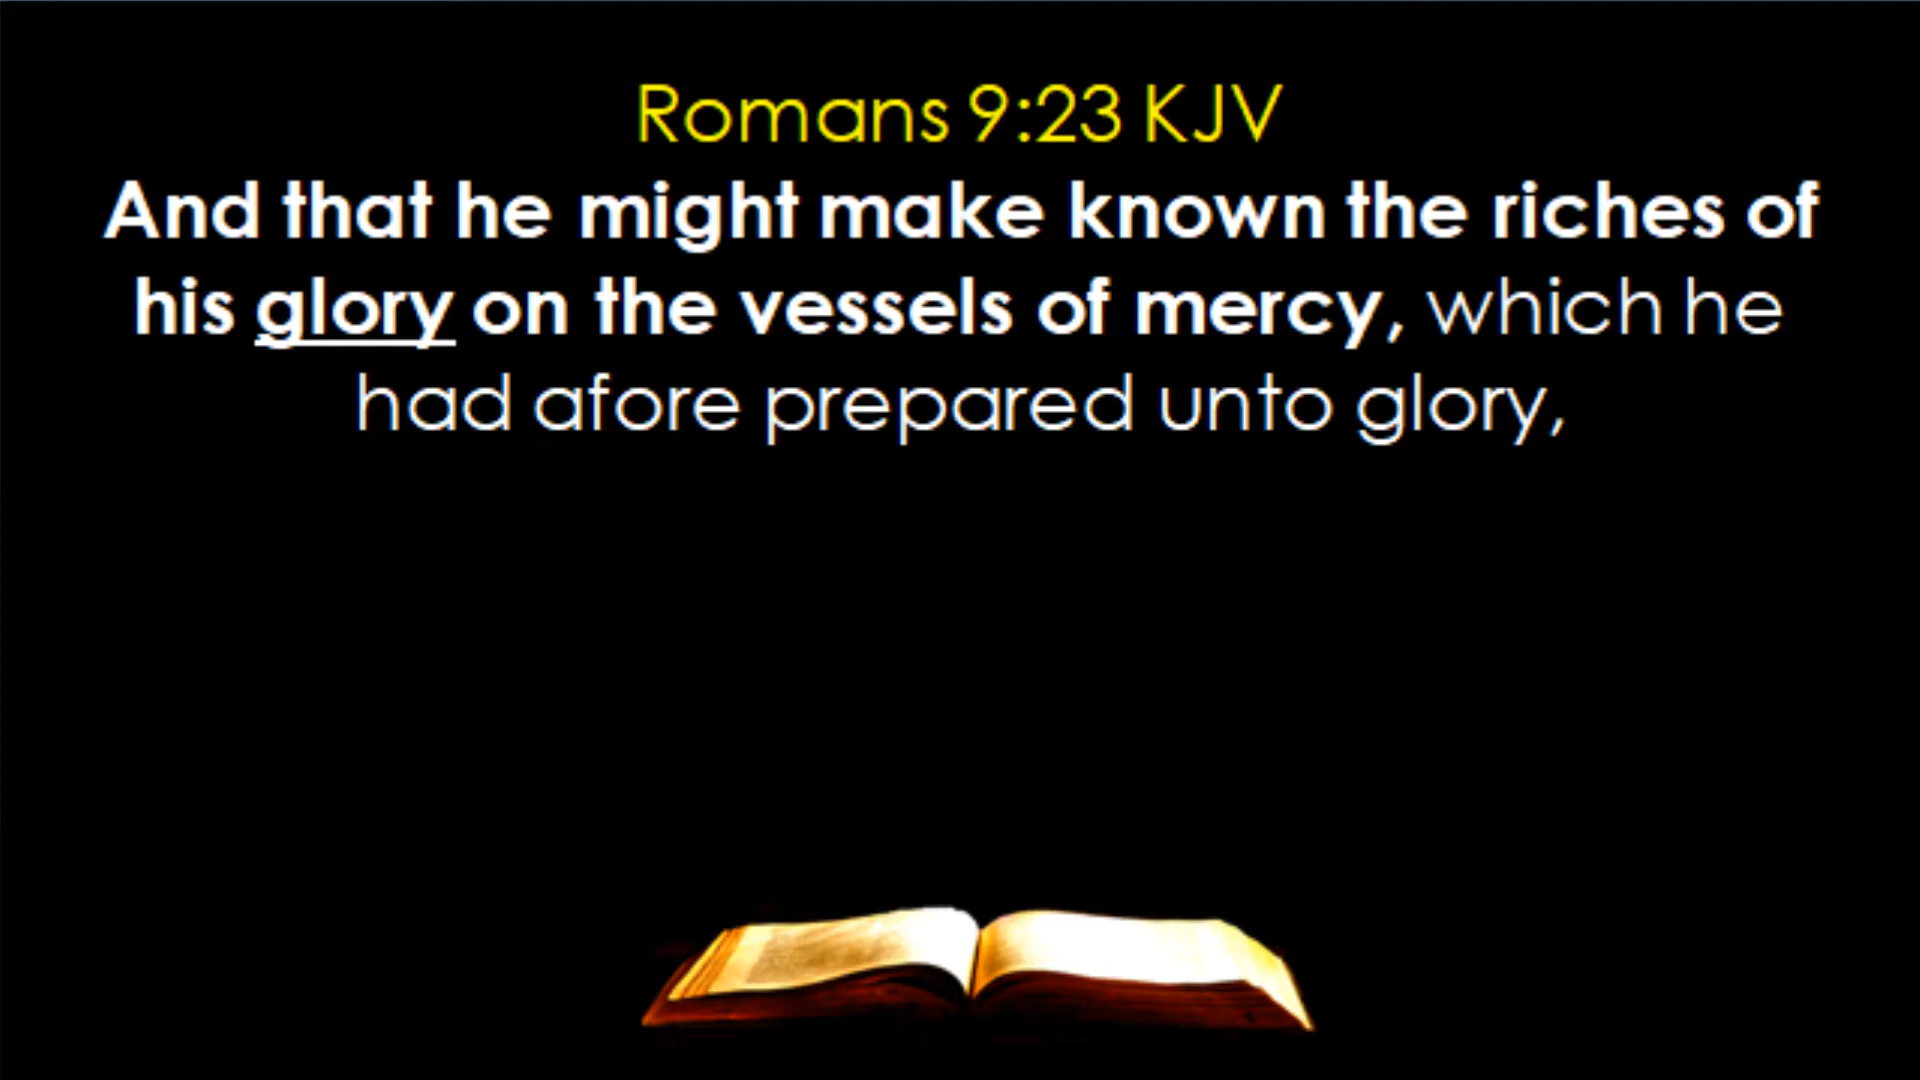 Romans 9:23 KJV
And that he might make known the riches of
his glory on the vessels of mercy, which he
had afore prepared unto glory,